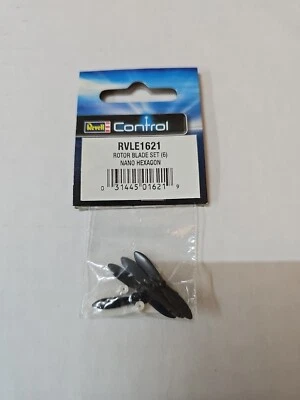 Revell
Control
RVLE1621
ROTOR BLADE SET (6)
NANO HEXAGON
0 31445 01621 9